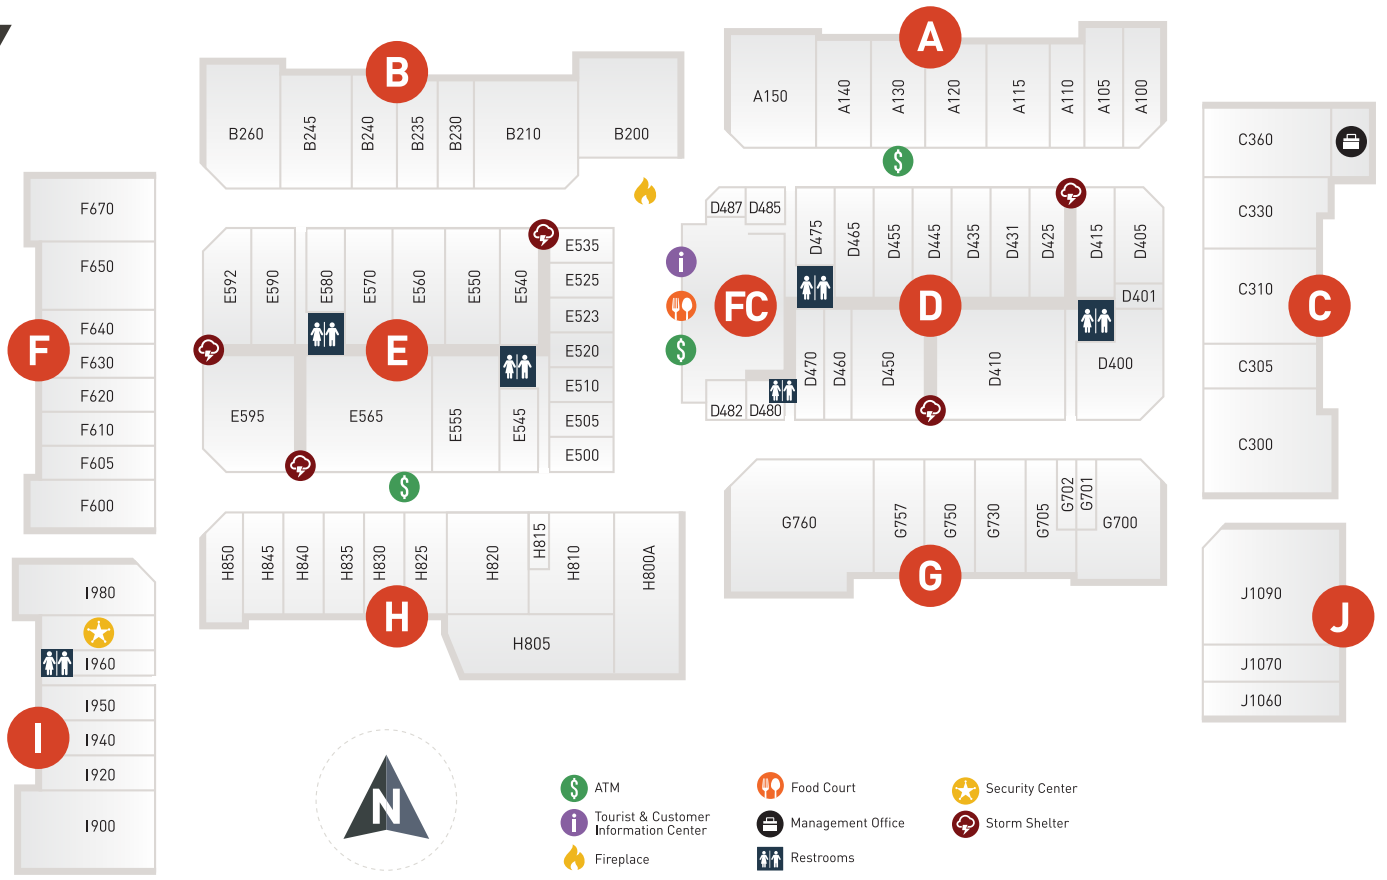 B
B260
B245
B240
B235
B230
B210
B200
A
A150
A140
A130
A120
A115
A110
A105
A100
C360
C330
C310
C
C305
C300
F670
F650
F640
F
F630
F620
F610
F605
F600
E592
E590
E580
E570
E560
E550
E540
E535
E525
E523
E520
E510
E505
E500
E
E595
E565
E555
E545
D487
D485
FC
D482
D480
D475
D465
D455
D445
D435
D431
D425
D415
D405
D401
D
D470
D460
D450
D410
D400
G760
G757
G750
G730
G705
G702
G701
G700
G
H850
H845
H840
H835
H830
H825
H820
H815
H810
H800A
H805
H
I980
I960
I950
I
I940
I920
I900
J1090
J
J1070
J1060
N
$ ATM
i Tourist & Customer
Information Center
Fireplace
Food Court
Management Office
Restrooms
Security Center
Storm Shelter
i
$
$
$